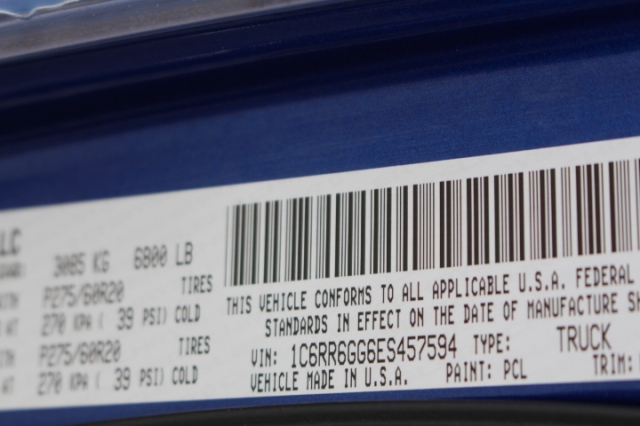 LC
3085 KG 6800 LB
P275/60R20 TIRES
AT 270 KPA ( 39 PSI) COLD
P275/60R20 TIRES
AT 270 KPA ( 39 PSI) COLD
THIS VEHICLE CONFORMS TO ALL APPLICABLE U.S.A. FEDERAL
STANDARDS IN EFFECT ON THE DATE OF MANUFACTURE
VIN: 1C6RR6GG6ES457594 TYPE: TRUCK
VEHICLE MADE IN U.S.A. PAINT: PCL TRIM: